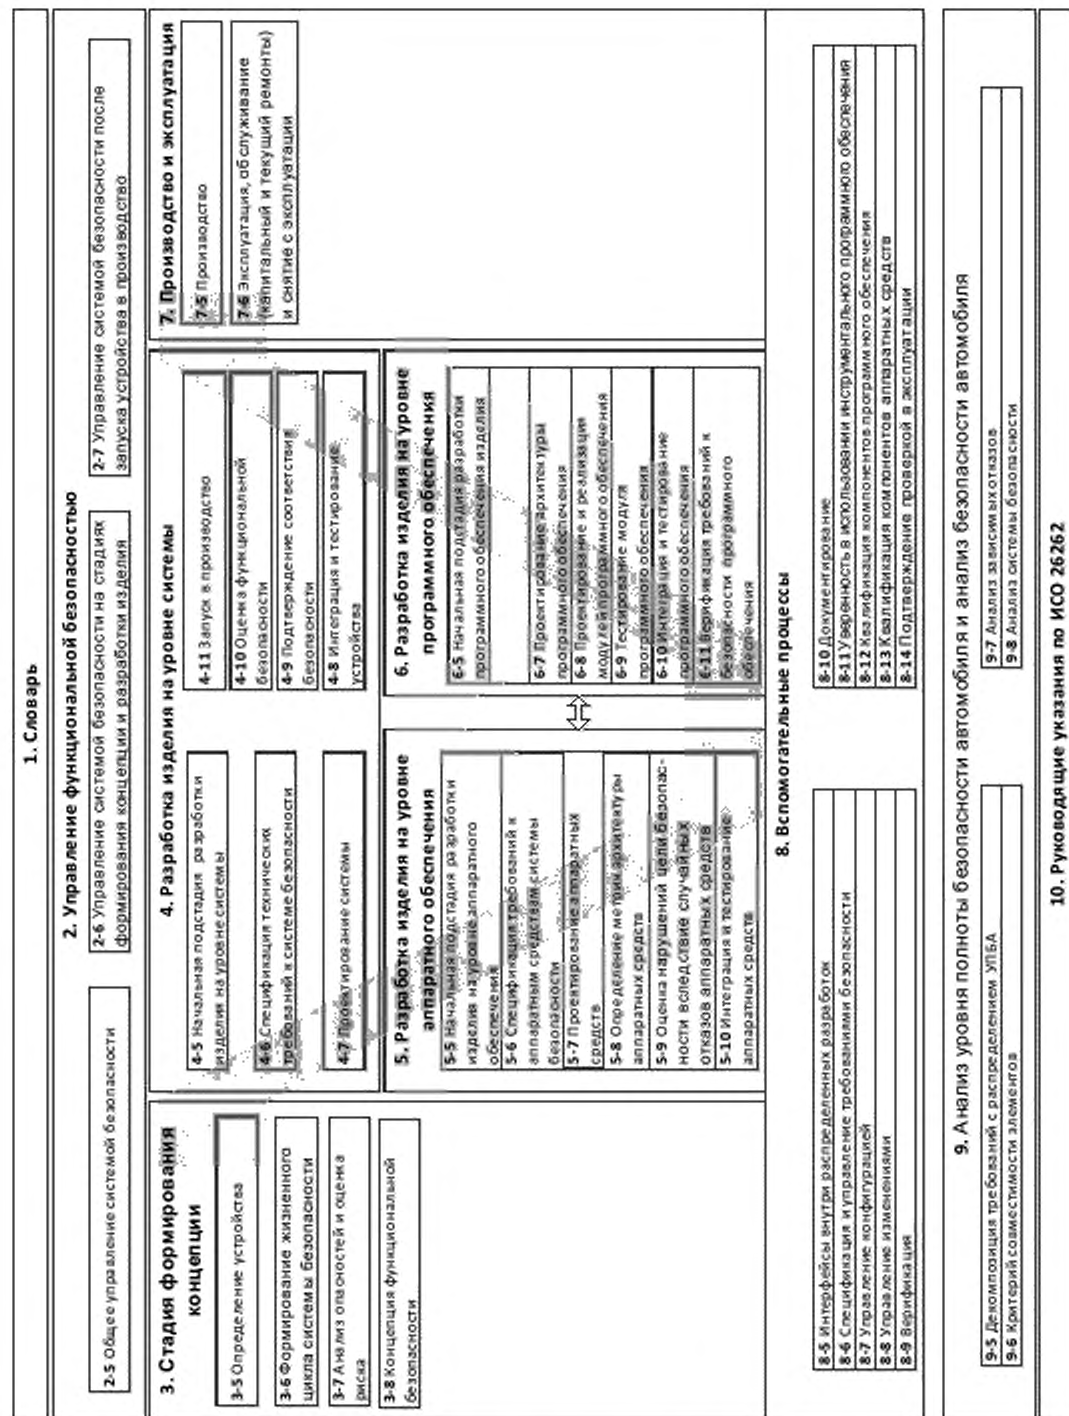 1. Словарь
2. Управление функциональной безопасностью
2-5 Общее управление системой безопасности
2-6 Управление системой безопасности на стадиях
формирования концепции и разработки изделия
2-7 Управление системой безопасности после
запуска устройства в производство
3. Стадия формирования
концепции
3-5 Определение устройства
3-6 Формирование жизненного
цикла системы безопасности
3-7 Анализ опасностей и оценка
риска
3-8 Концепция функциональной
безопасности
4. Разработка изделия на уровне системы
4-5 Начальная подстадия разработки
изделия на уровне системы
4-6 Спецификация технических
требований к системе безопасности
4-7 Проектирование системы
4-11 Запуск в производство
4-10 Оценка функциональной
безопасности
4-9 Подтверждение соответствия
безопасности
4-8 Интеграция и тестирование
устройства
7. Производство и эксплуатация
7-5 Производство
7-6 Эксплуатация, обслуживание
(капитальный и текущий ремонты)
и снятие с эксплуатации
5. Разработка изделия на уровне
аппаратного обеспечения
5-5 Начальная подстадия разработки
изделия на уровне аппаратного
обеспечения
5-6 Спецификация требований к
аппаратным средствам системы
безопасности
5-7 Проектирование аппаратных
средств
5-8 Определение метрик архитектуры
аппаратных средств
5-9 Оценка нарушений цели безопас-
ности вследствие случайных
отказов аппаратных средств
5-10 Интеграция и тестирование
аппаратных средств
6. Разработка изделия на уровне
программного обеспечения
6-5 Начальная подстадия разработки
программного обеспечения изделия
6-7 Проектирование архитектуры
программного обеспечения
6-8 Проектирование и реализация
модулей программного обеспечения
6-9 Тестирование модуля
программного обеспечения
6-10 Интеграция и тестирование
программного обеспечения
6-11 Верификация требований к
безопасности программного
обеспечения
8. Вспомогательные процессы
8-5 Интерфейсы внутри распределенных разработок
8-6 Спецификация и управление требованиями безопасности
8-7 Управление конфигурацией
8-8 Управление изменениями
8-9 Верификация
8-10 Документирование
8-11 Уверенность в использовании инструментального программного обеспечения
8-12 Квалификация компонентов программного обеспечения
8-13 Квалификация компонентов аппаратных средств
8-14 Подтверждение проверкой в эксплуатации
9. Анализ уровня полноты безопасности автомобиля и анализ безопасности автомобиля
9-5 Декомпозиция требований с распределением УПБА
9-6 Критерий совместимости элементов
9-7 Анализ зависимых отказов
9-8 Анализ системы безопасности
10. Руководящие указания по ИСО 26262